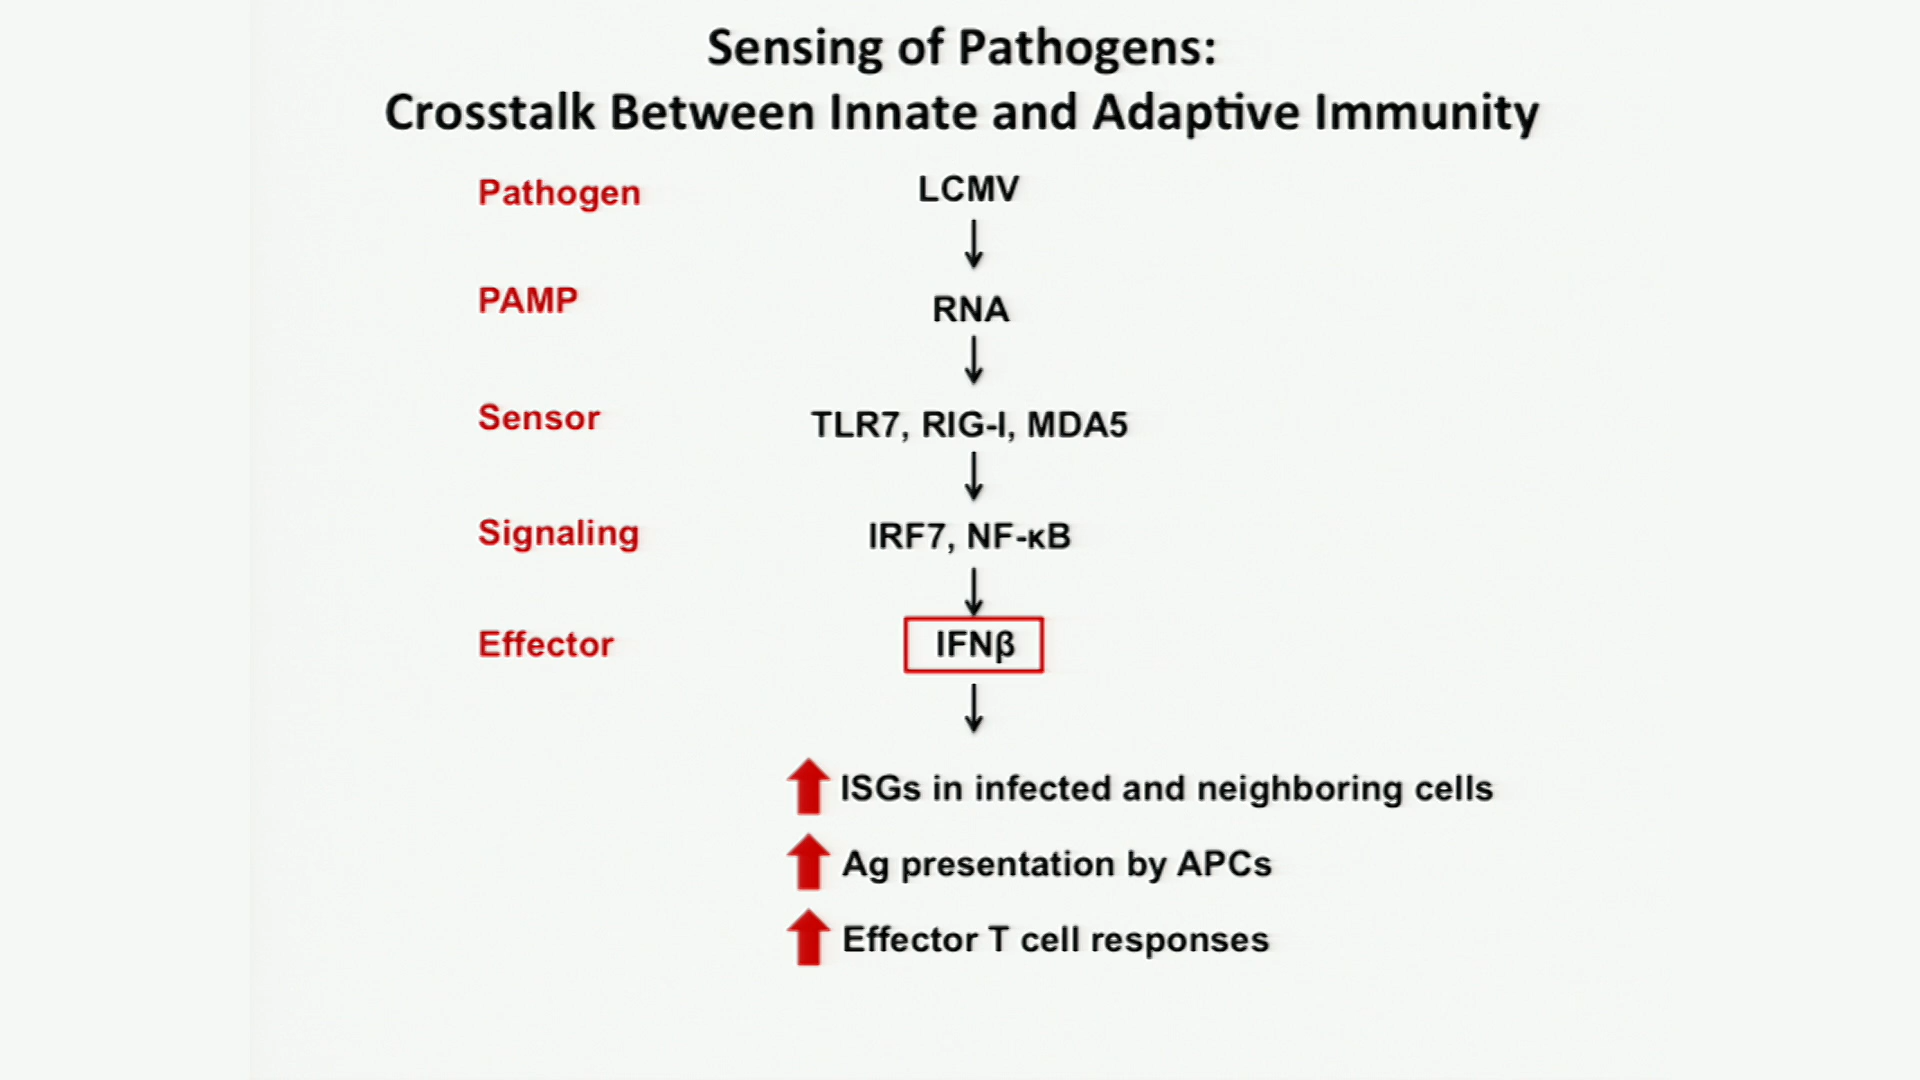 Sensing of Pathogens:
Crosstalk Between Innate and Adaptive Immunity
Pathogen LCMV
PAMP RNA
Sensor TLR7, RIG-I, MDA5
Signaling IRF7, NF-κB
Effector IFNβ
ISGs in infected and neighboring cells
Ag presentation by APCs
Effector T cell responses